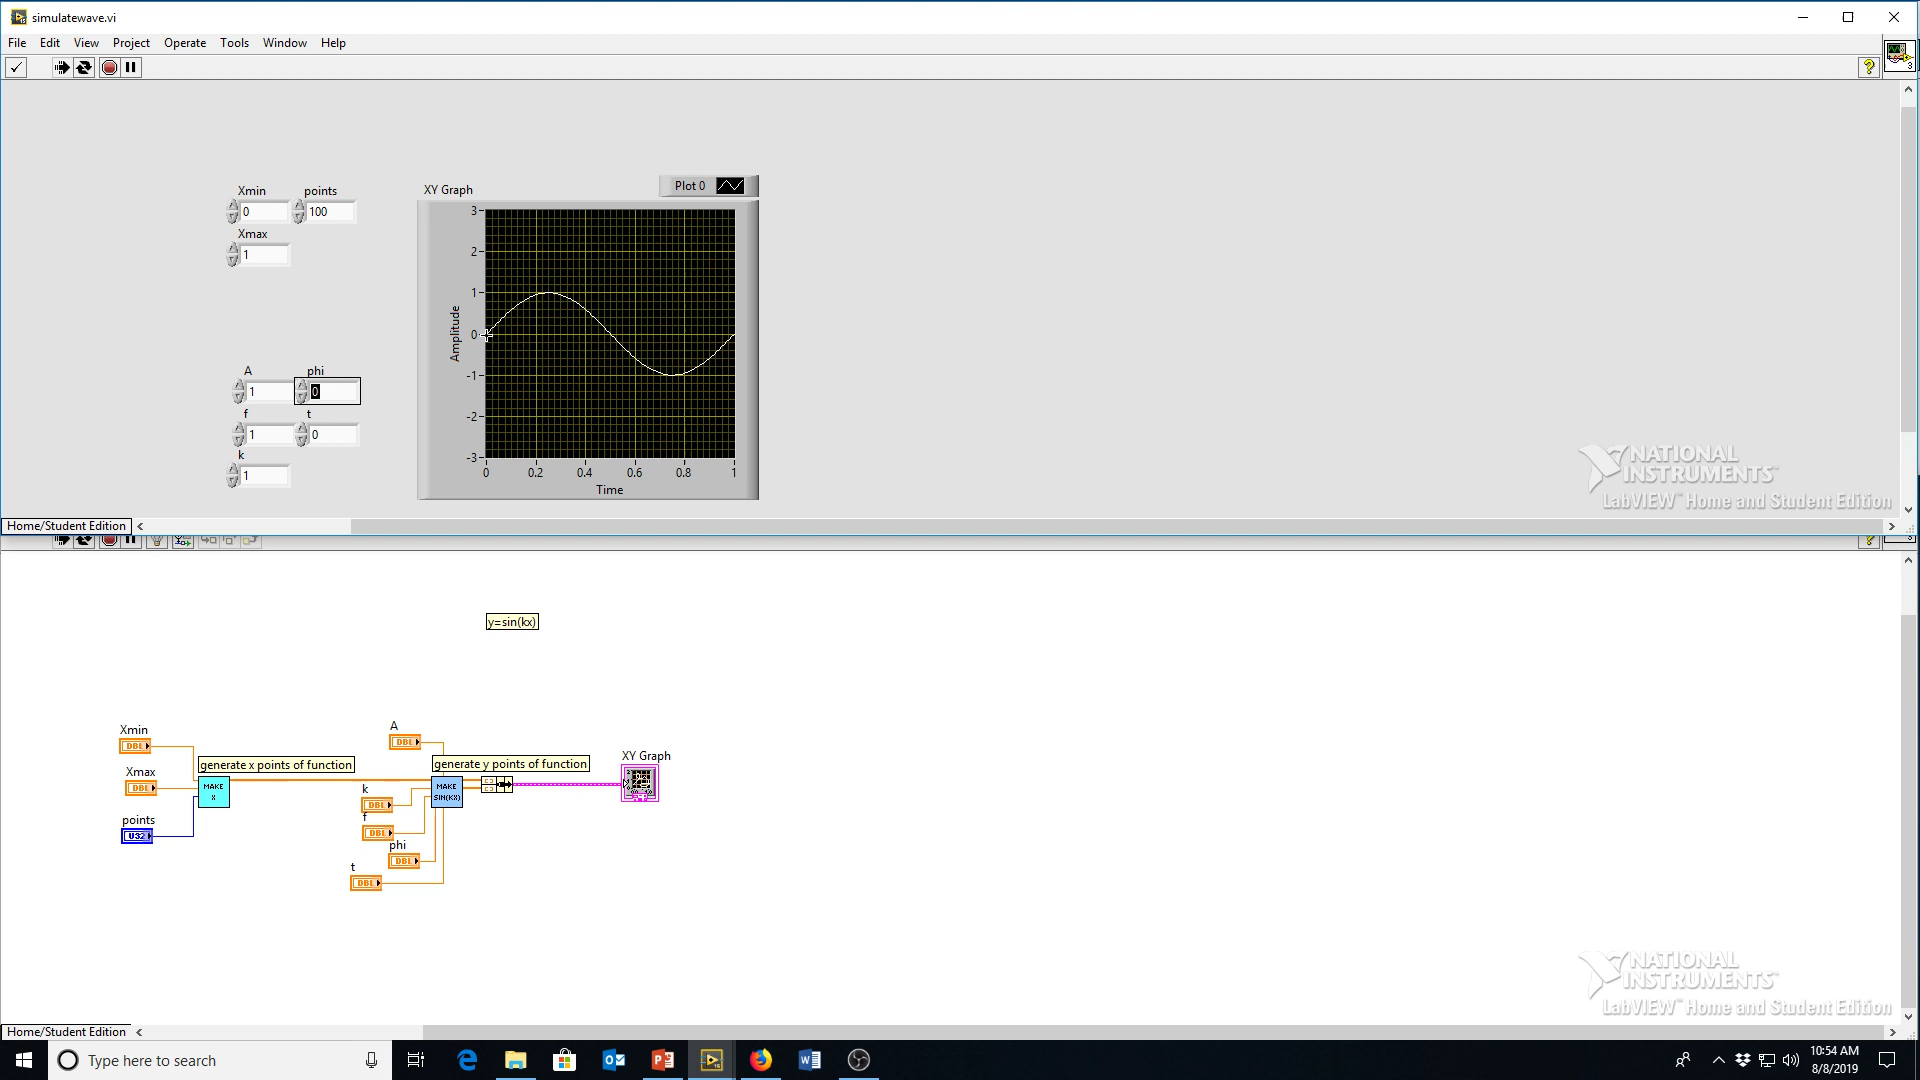 simulatewave.vi
File Edit View Project Operate Tools Window Help
3
Xmin points
0 100
Xmax
1
XY Graph
Plot 0
3
2
1
0
-1
-2
-3
Amplitude
0 0.2 0.4 0.6 0.8 1
Time
A phi
1 0
f t
1 0
k
1
NATIONAL
INSTRUMENTS
LabVIEW™ Home and Student Edition
Home/Student Edition
y=sin(kx)
Xmin
DBL
Xmax
DBL
points
U32
generate x points of function
MAKE
X
A
DBL
generate y points of function
MAKE
SIN(KX)
k
DBL
f
DBL
phi
DBL
t
DBL
XY Graph
NATIONAL
INSTRUMENTS
LabVIEW™ Home and Student Edition
Home/Student Edition
Type here to search
10:54 AM
8/8/2019